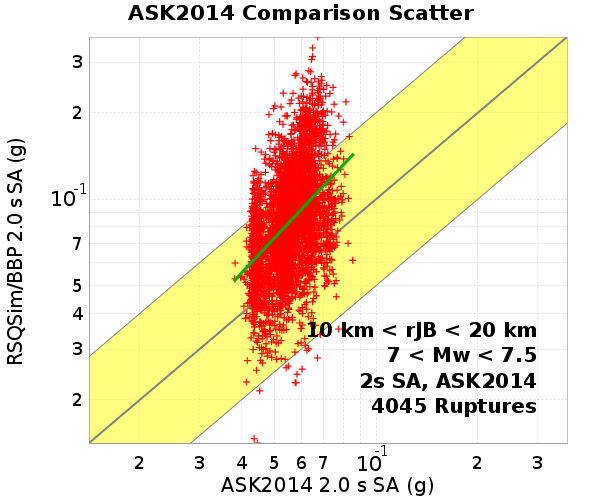 ASK2014 Comparison Scatter
RSQSim/BBP 2.0 s SA (g)
3
2
10⁻¹
7
5
4
3
2
10 km < rJB < 20 km
7 < Mw < 7.5
2s SA, ASK2014
4045 Ruptures
2 3 4 5 6 7 10⁻¹ 2 3
ASK2014 2.0 s SA (g)